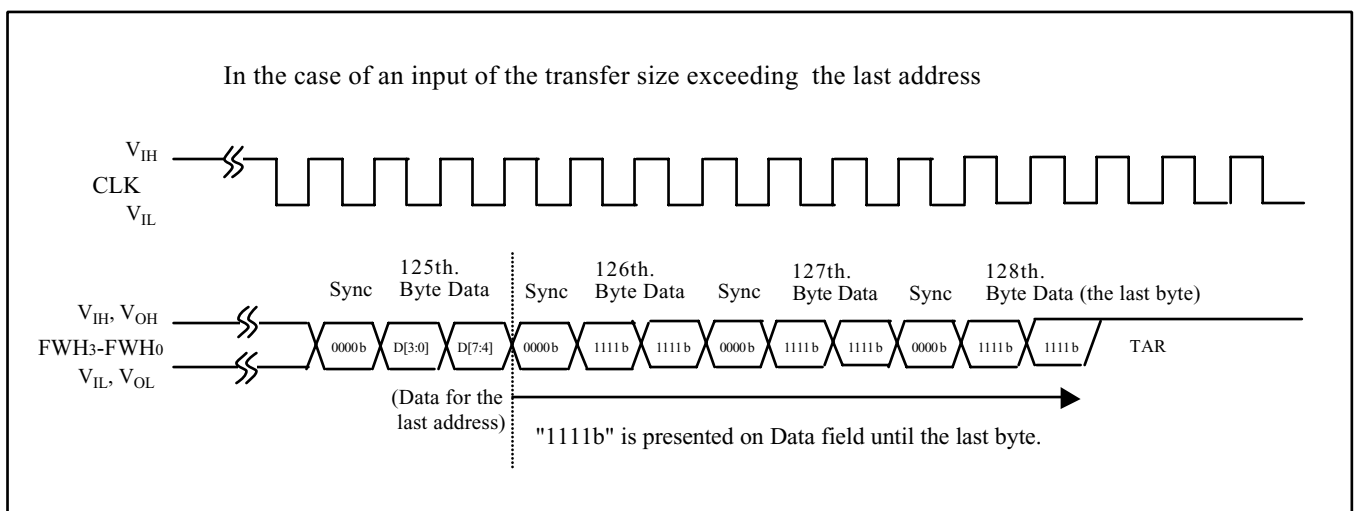 In the case of an input of the transfer size exceeding the last address
VIH
CLK
VIL
125th.
126th.
127th.
128th.
Sync Byte Data Sync Byte Data Sync Byte Data Sync Byte Data (the last byte)
VIH, VOH
FWH3-FWH0
VIL, VOL
0000b D[3:0] D[7:4] 0000b 1111b 1111b 0000b 1111b 1111b 0000b 1111b 1111b TAR
(Data for the
last address)
"1111b" is presented on Data field until the last byte.